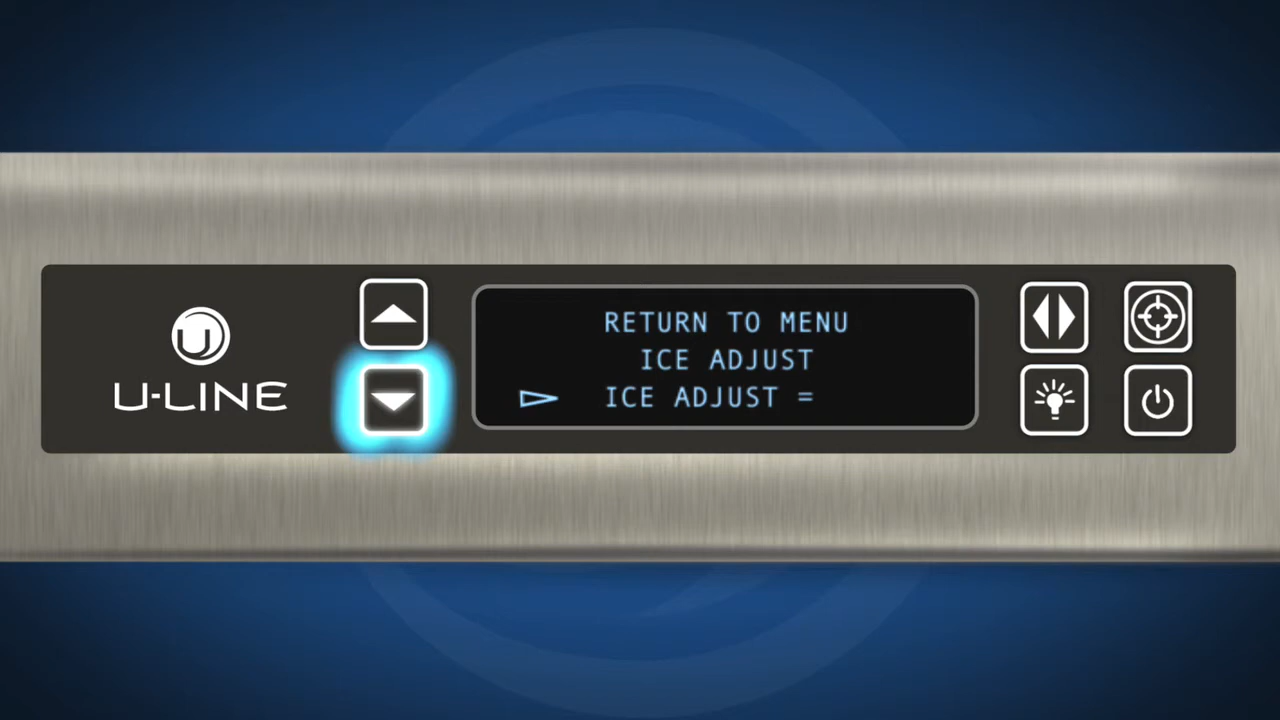 U-LINE
RETURN TO MENU
ICE ADJUST
ICE ADJUST =